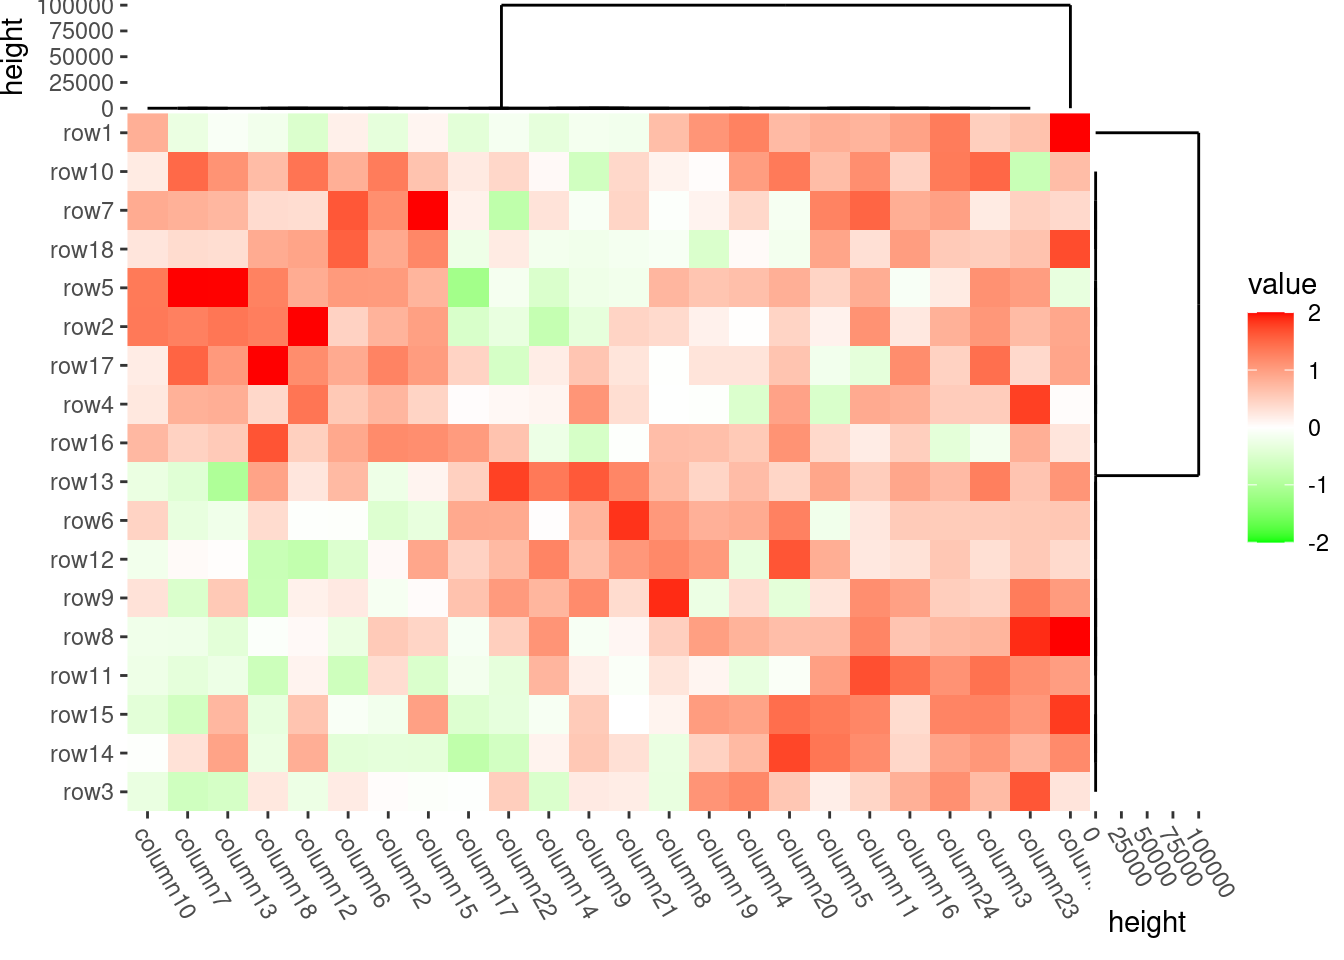 100000
75000
50000
25000
0
height
row1
row10
row7
row18
row5
row2
row17
row4
row16
row13
row6
row12
row9
row8
row11
row15
row14
row3
column10
column7
column13
column18
column12
column6
column2
column15
column17
column22
column14
column9
column21
column8
column19
column4
column20
column5
column11
column16
column24
column3
column23
0
25000
50000
75000
100000
height
value
2
1
0
-1
-2